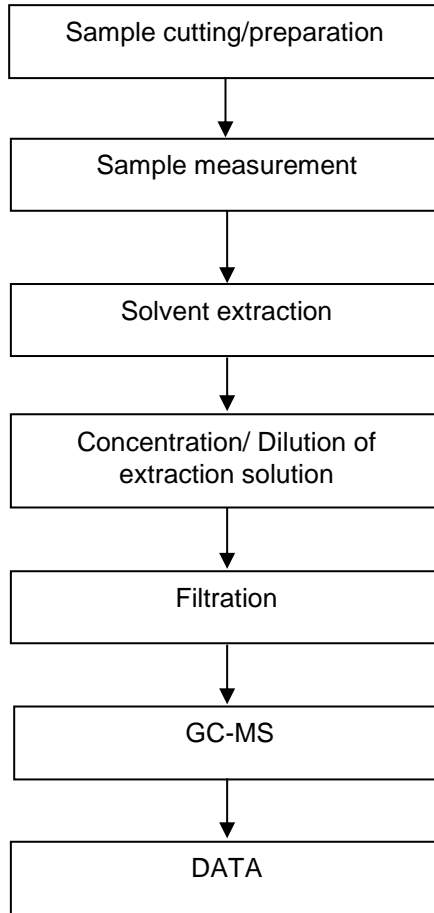 Sample cutting/preparation
Sample measurement
Solvent extraction
Concentration/ Dilution of
extraction solution
Filtration
GC-MS
DATA